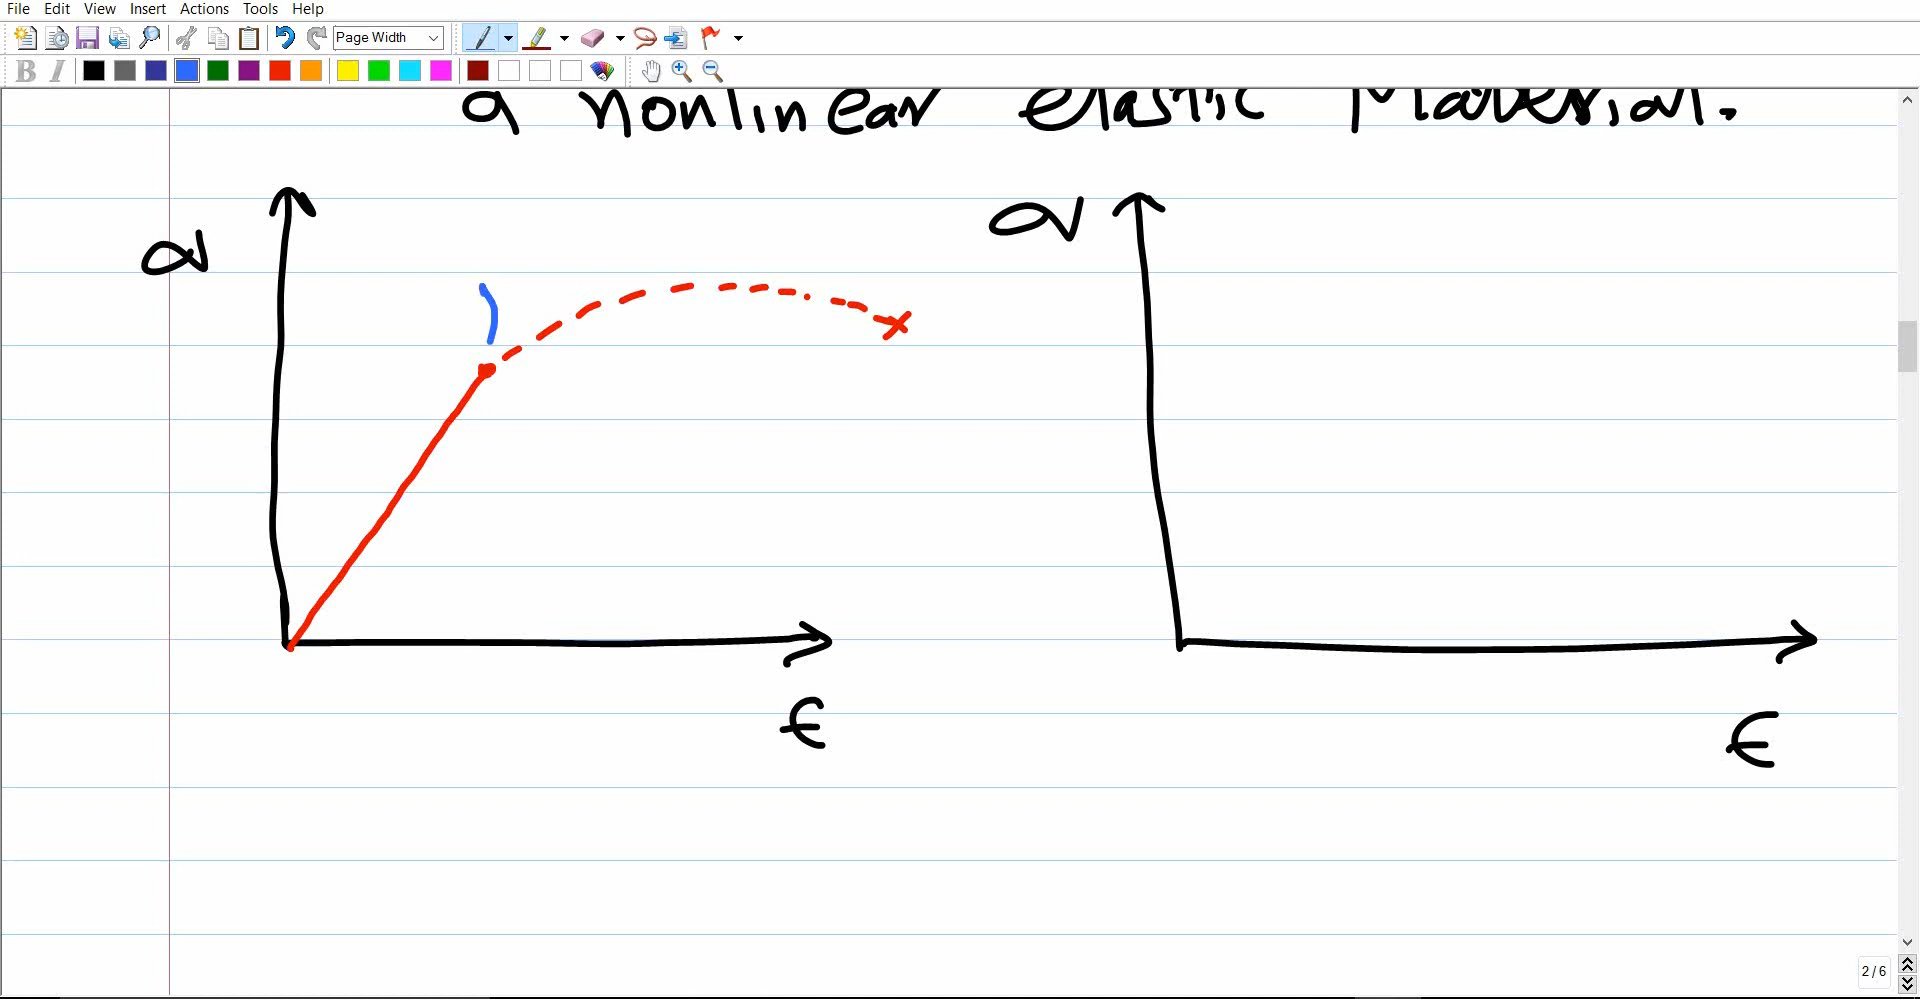 File Edit View Insert Actions Tools Help
B I Page Width
a nonlinear elastic Material.
σ σ
ϵ ϵ
2 / 6